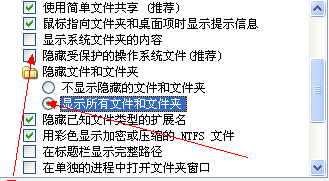 使用简单文件共享 (推荐)
鼠标指向文件夹和桌面项时显示提示信息
显示系统文件夹的内容
隐藏受保护的操作系统文件(推荐)
隐藏文件和文件夹
不显示隐藏的文件和文件夹
显示所有文件和文件夹
隐藏已知文件类型的扩展名
用彩色显示加密或压缩的 NTFS 文件
在标题栏显示完整路径
在单独的进程中打开文件夹窗口